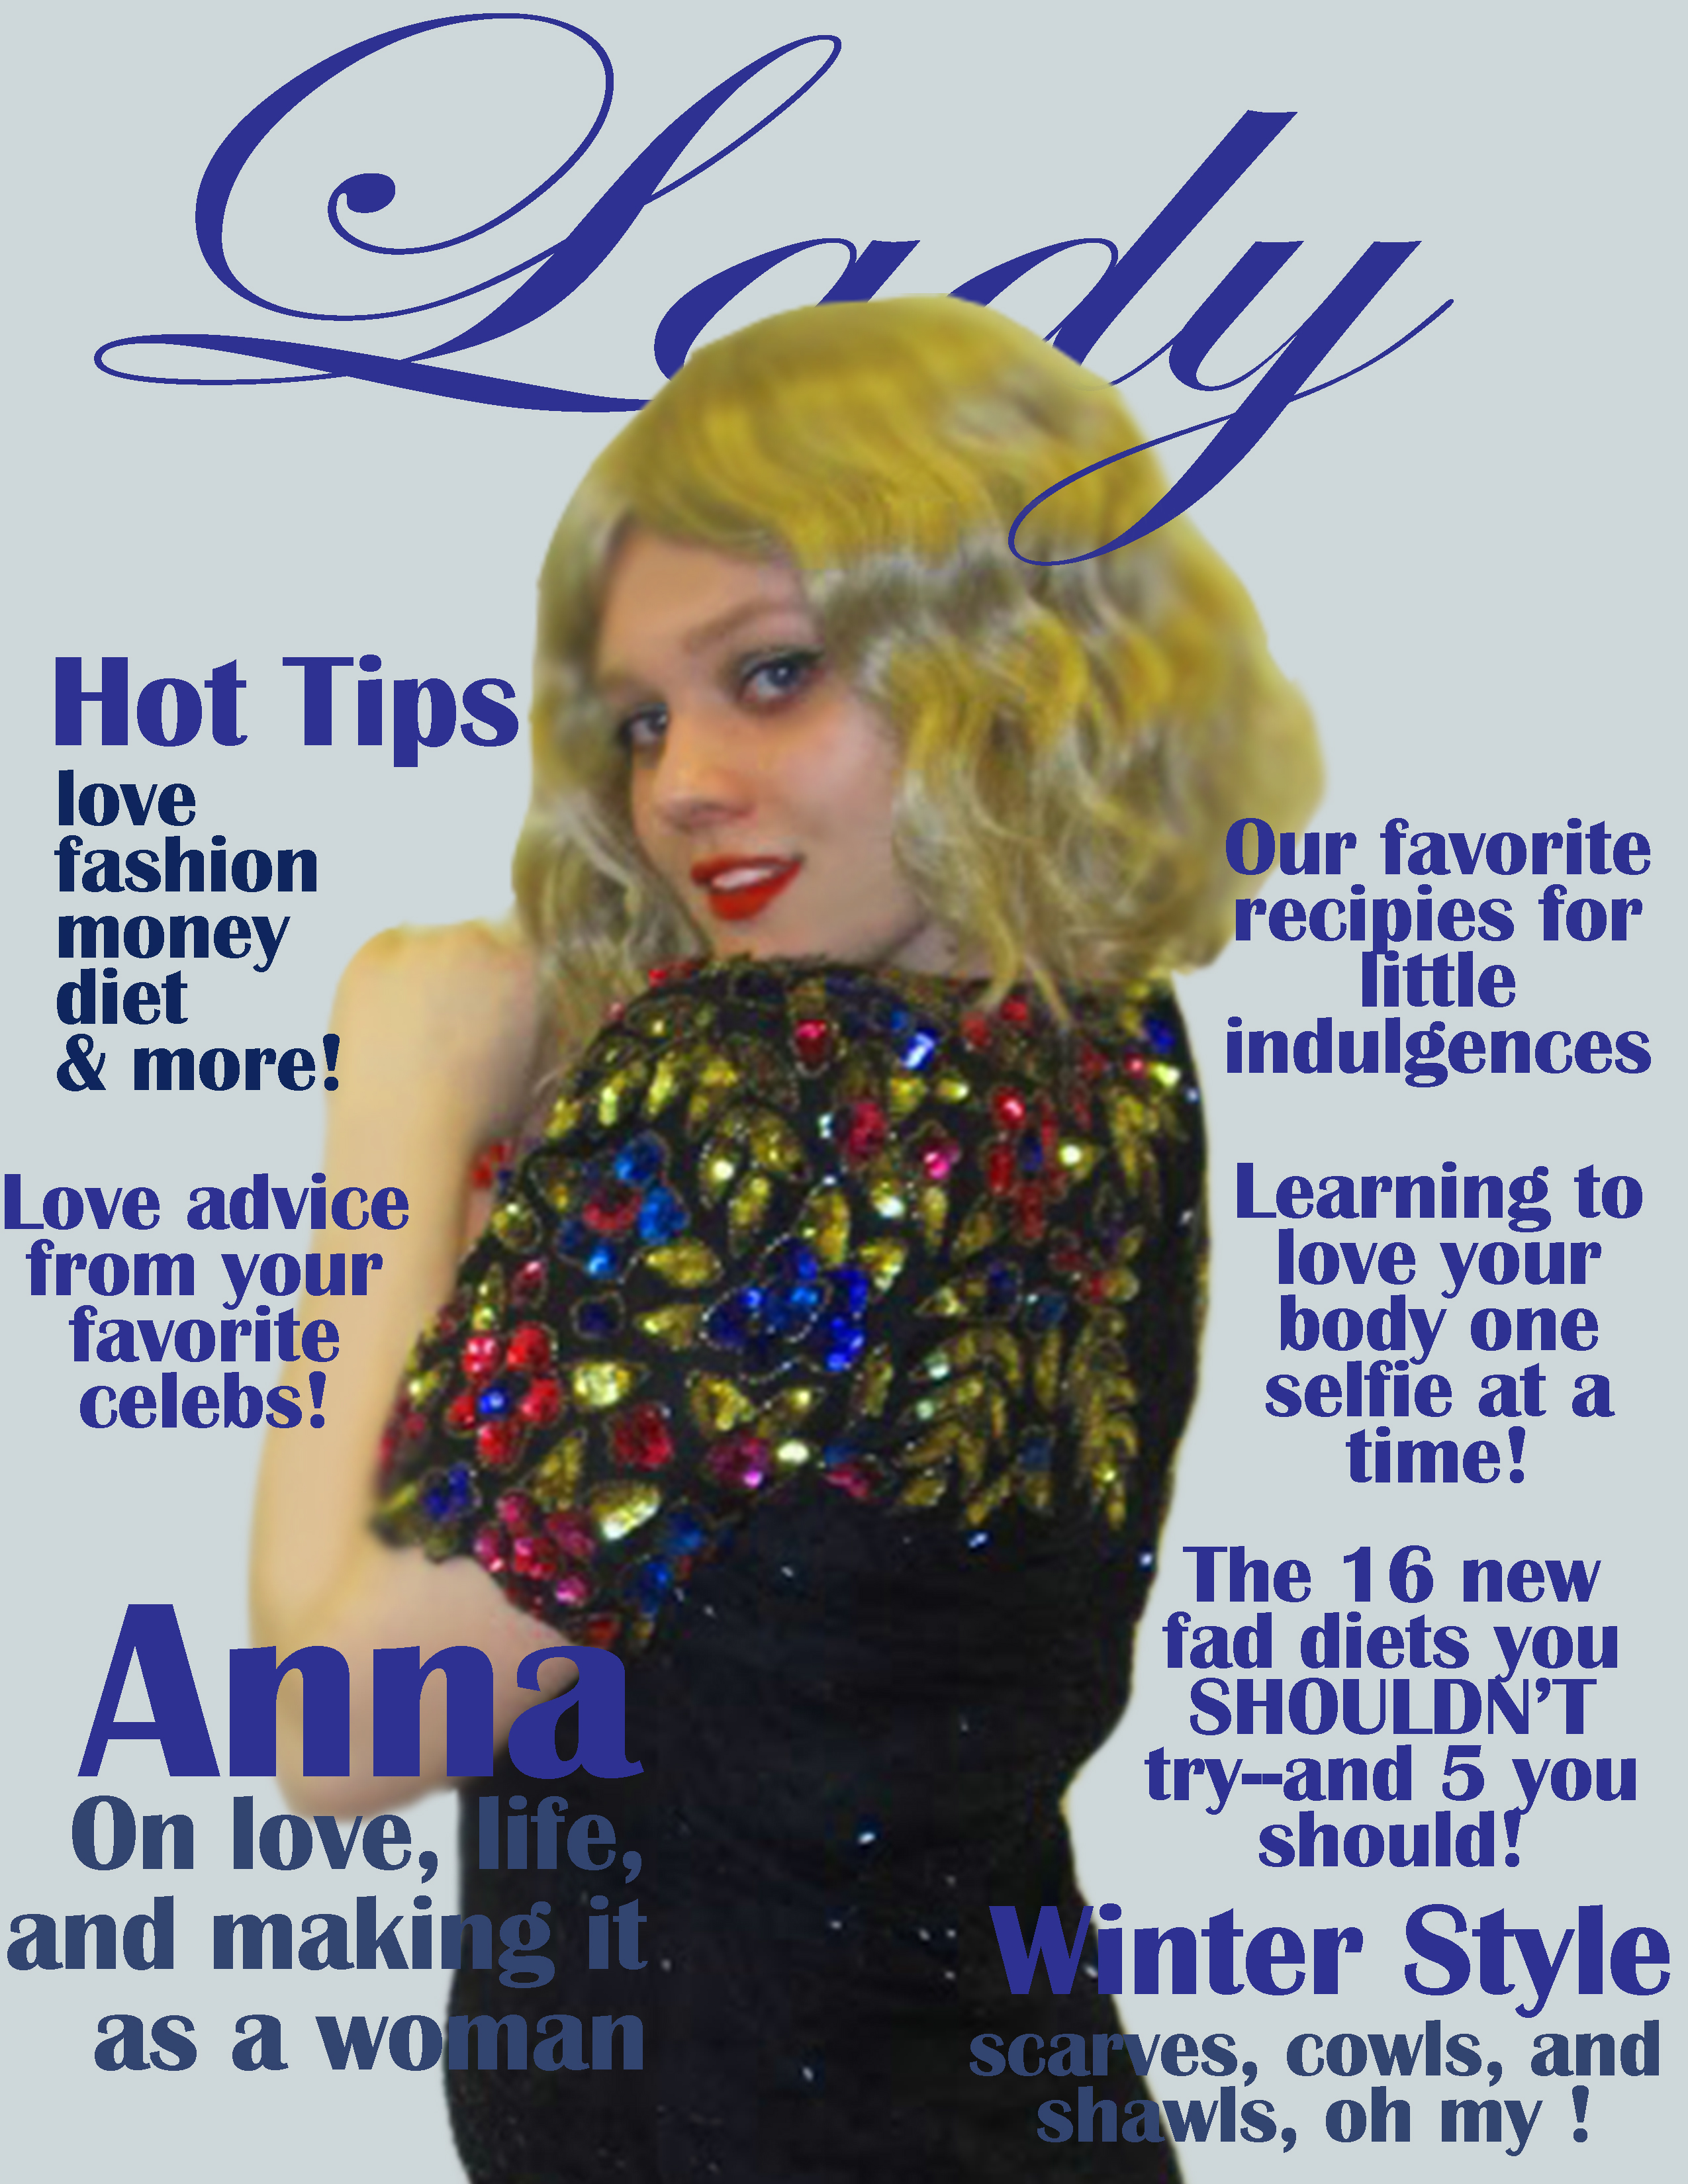 Lady
Hot Tips
love
fashion
money
diet
& more!
Love advice
from your
favorite
celebs!
Anna
On love, life,
and making it
as a woman
Our favorite
recipies for
little
indulgences
Learning to
love your
body one
selfie at a
time!
The 16 new
fad diets you
SHOULDN'T
try--and 5 you
should!
Winter Style
scarves, cowls, and
shawls, oh my !